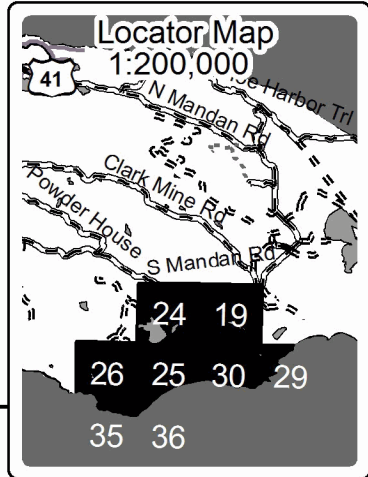 Locator Map
1:200,000
41
Harbor Trl
N Mandan Rd
Clark Mine Rd
Powder House
S Mandan Rd
24 19
26 25 30 29
35 36